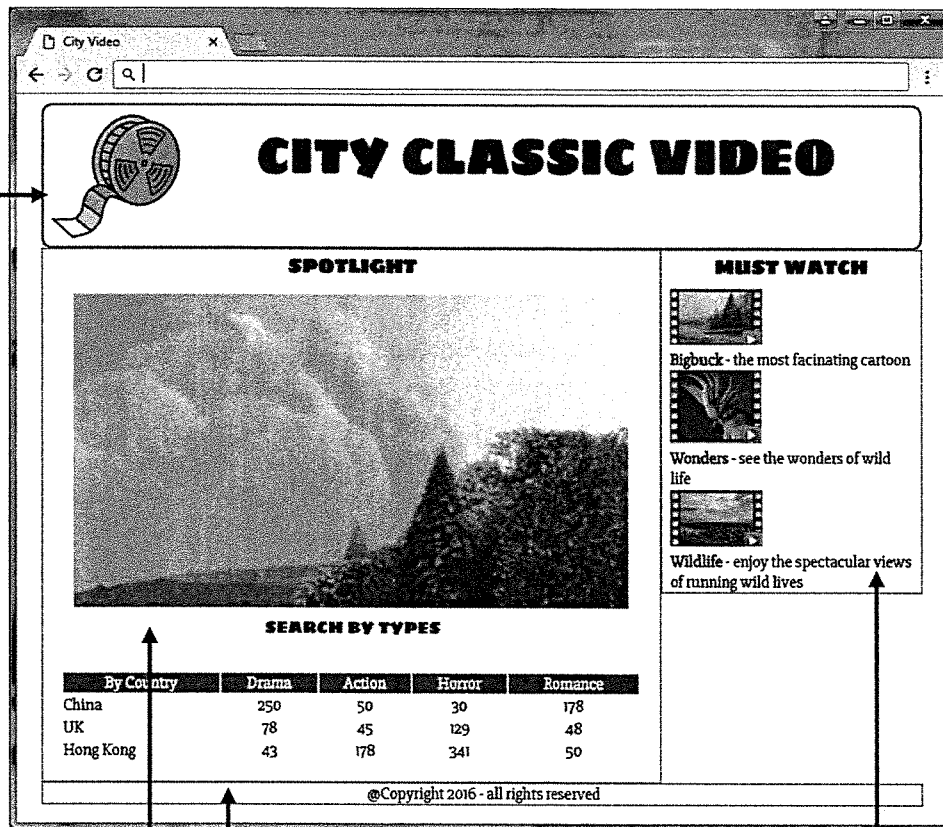 City Video
CITY CLASSIC VIDEO
SPOTLIGHT
MUST WATCH
Bigbuck - the most facinating cartoon
Wonders - see the wonders of wild
life
Wildlife - enjoy the spectacular views
of running wild lives
SEARCH BY TYPES
By Country Drama Action Horror Romance
China 250 50 30 178
UK 78 45 129 48
Hong Kong 43 178 341 50
@Copyright 2016 - all rights reserved